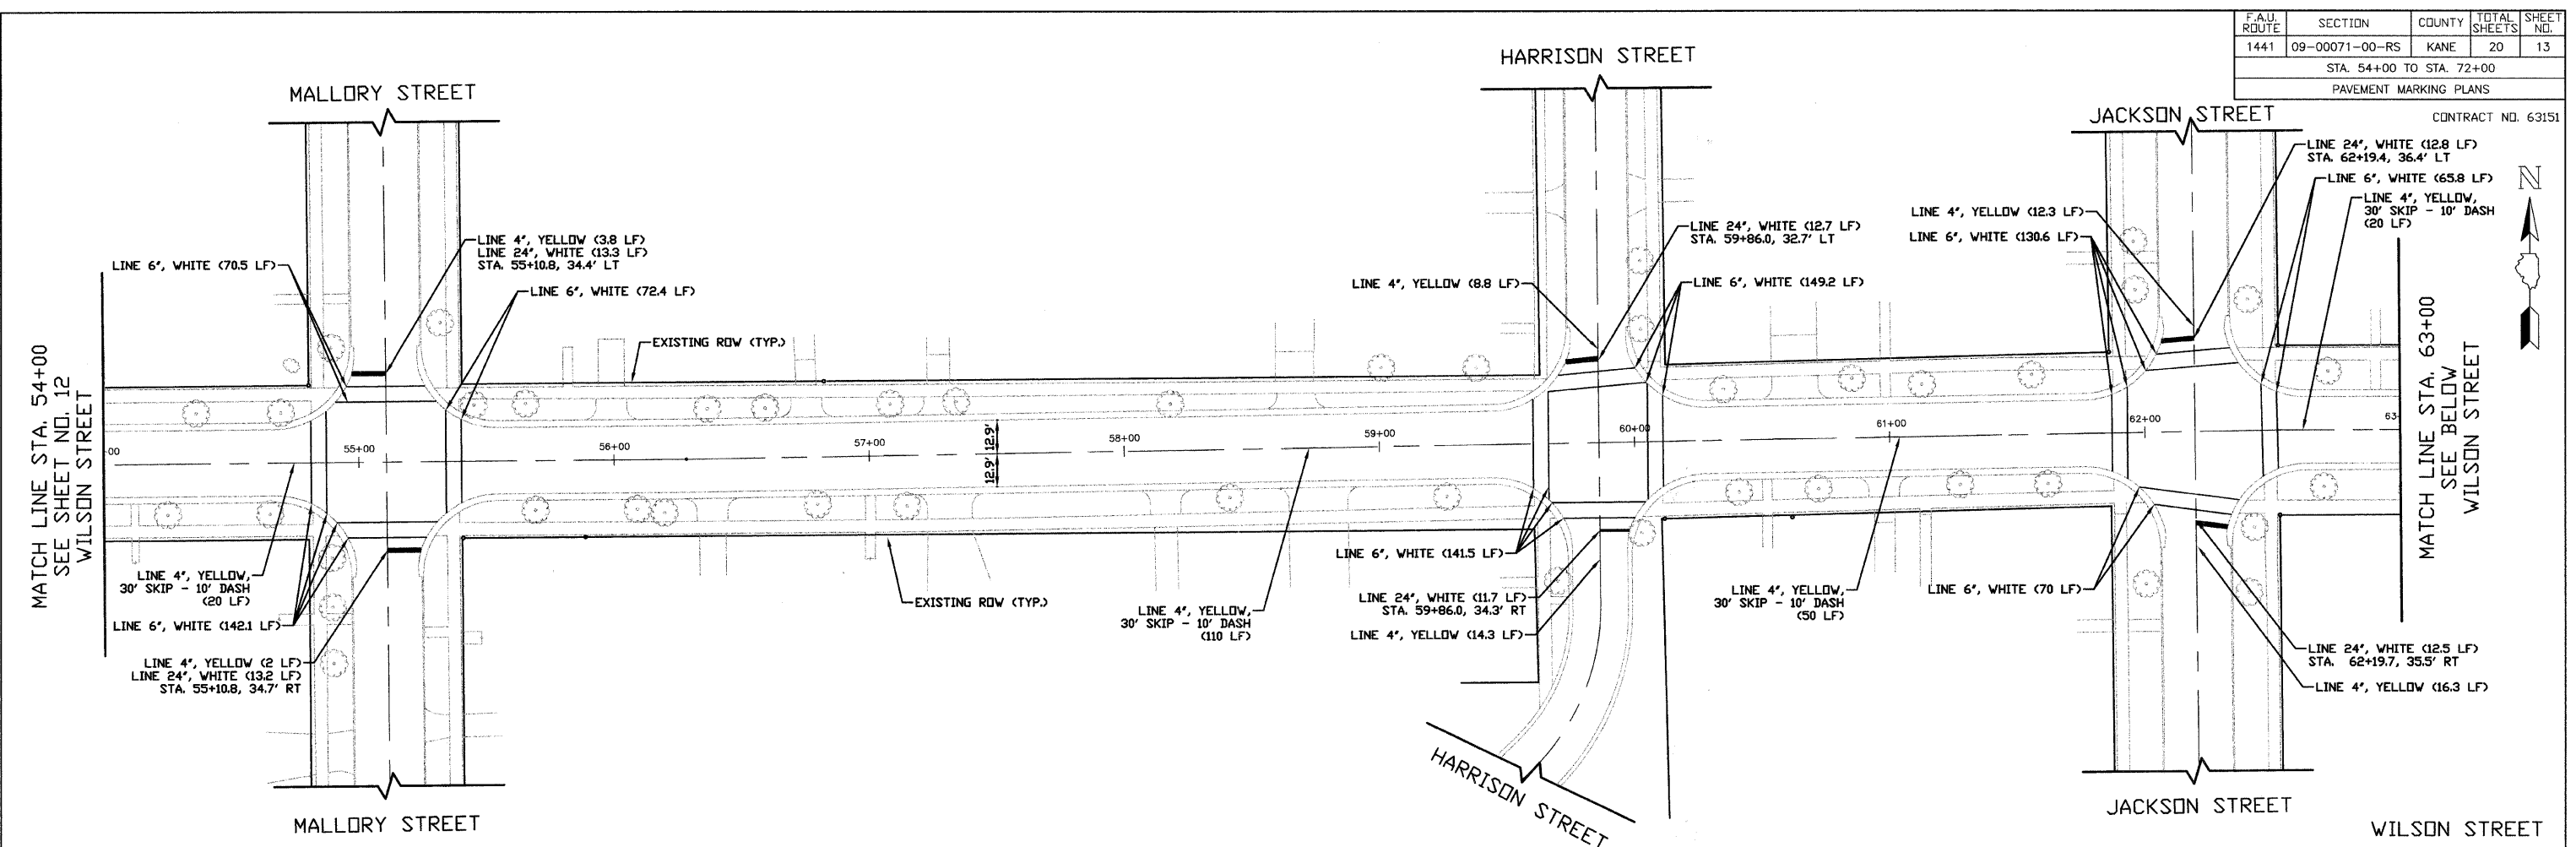 F.A.U. ROUTE SECTION COUNTY TOTAL SHEETS SHEET NO.
1441 09-00071-00-RS KANE 20 13
STA. 54+00 TO STA. 72+00
PAVEMENT MARKING PLANS
CONTRACT NO. 63151
MALLORY STREET
HARRISON STREET
JACKSON STREET
N
LINE 24", WHITE (12.8 LF)
STA. 62+19.4, 36.4' LT
LINE 6", WHITE (65.8 LF)
LINE 4", YELLOW,
30' SKIP - 10' DASH
(20 LF)
LINE 4", YELLOW (12.3 LF)
LINE 6", WHITE (130.6 LF)
LINE 24", WHITE (12.7 LF)
STA. 59+86.0, 32.7' LT
LINE 4", YELLOW (8.8 LF)
LINE 6", WHITE (149.2 LF)
LINE 4", YELLOW (3.8 LF)
LINE 24", WHITE (13.3 LF)
STA. 55+10.8, 34.4' LT
LINE 6", WHITE (70.5 LF)
LINE 6", WHITE (72.4 LF)
EXISTING ROW (TYP.)
MATCH LINE STA. 54+00
SEE SHEET NO. 12
WILSON STREET
00
55+00
56+00
57+00
12.9' 12.9'
58+00
59+00
60+00
61+00
62+00
63
MATCH LINE STA. 63+00
SEE BELOW
WILSON STREET
LINE 4", YELLOW,
30' SKIP - 10' DASH
(20 LF)
LINE 6", WHITE (142.1 LF)
LINE 4", YELLOW (2 LF)
LINE 24", WHITE (13.2 LF)
STA. 55+10.8, 34.7' RT
EXISTING ROW (TYP.)
LINE 4", YELLOW,
30' SKIP - 10' DASH
(110 LF)
LINE 6", WHITE (141.5 LF)
LINE 24", WHITE (11.7 LF)
STA. 59+86.0, 34.3' RT
LINE 4", YELLOW (14.3 LF)
LINE 4", YELLOW,
30' SKIP - 10' DASH
(50 LF)
LINE 6", WHITE (70 LF)
LINE 24", WHITE (12.5 LF)
STA. 62+19.7, 35.5' RT
LINE 4", YELLOW (16.3 LF)
MALLORY STREET
HARRISON STREET
JACKSON STREET
WILSON STREET